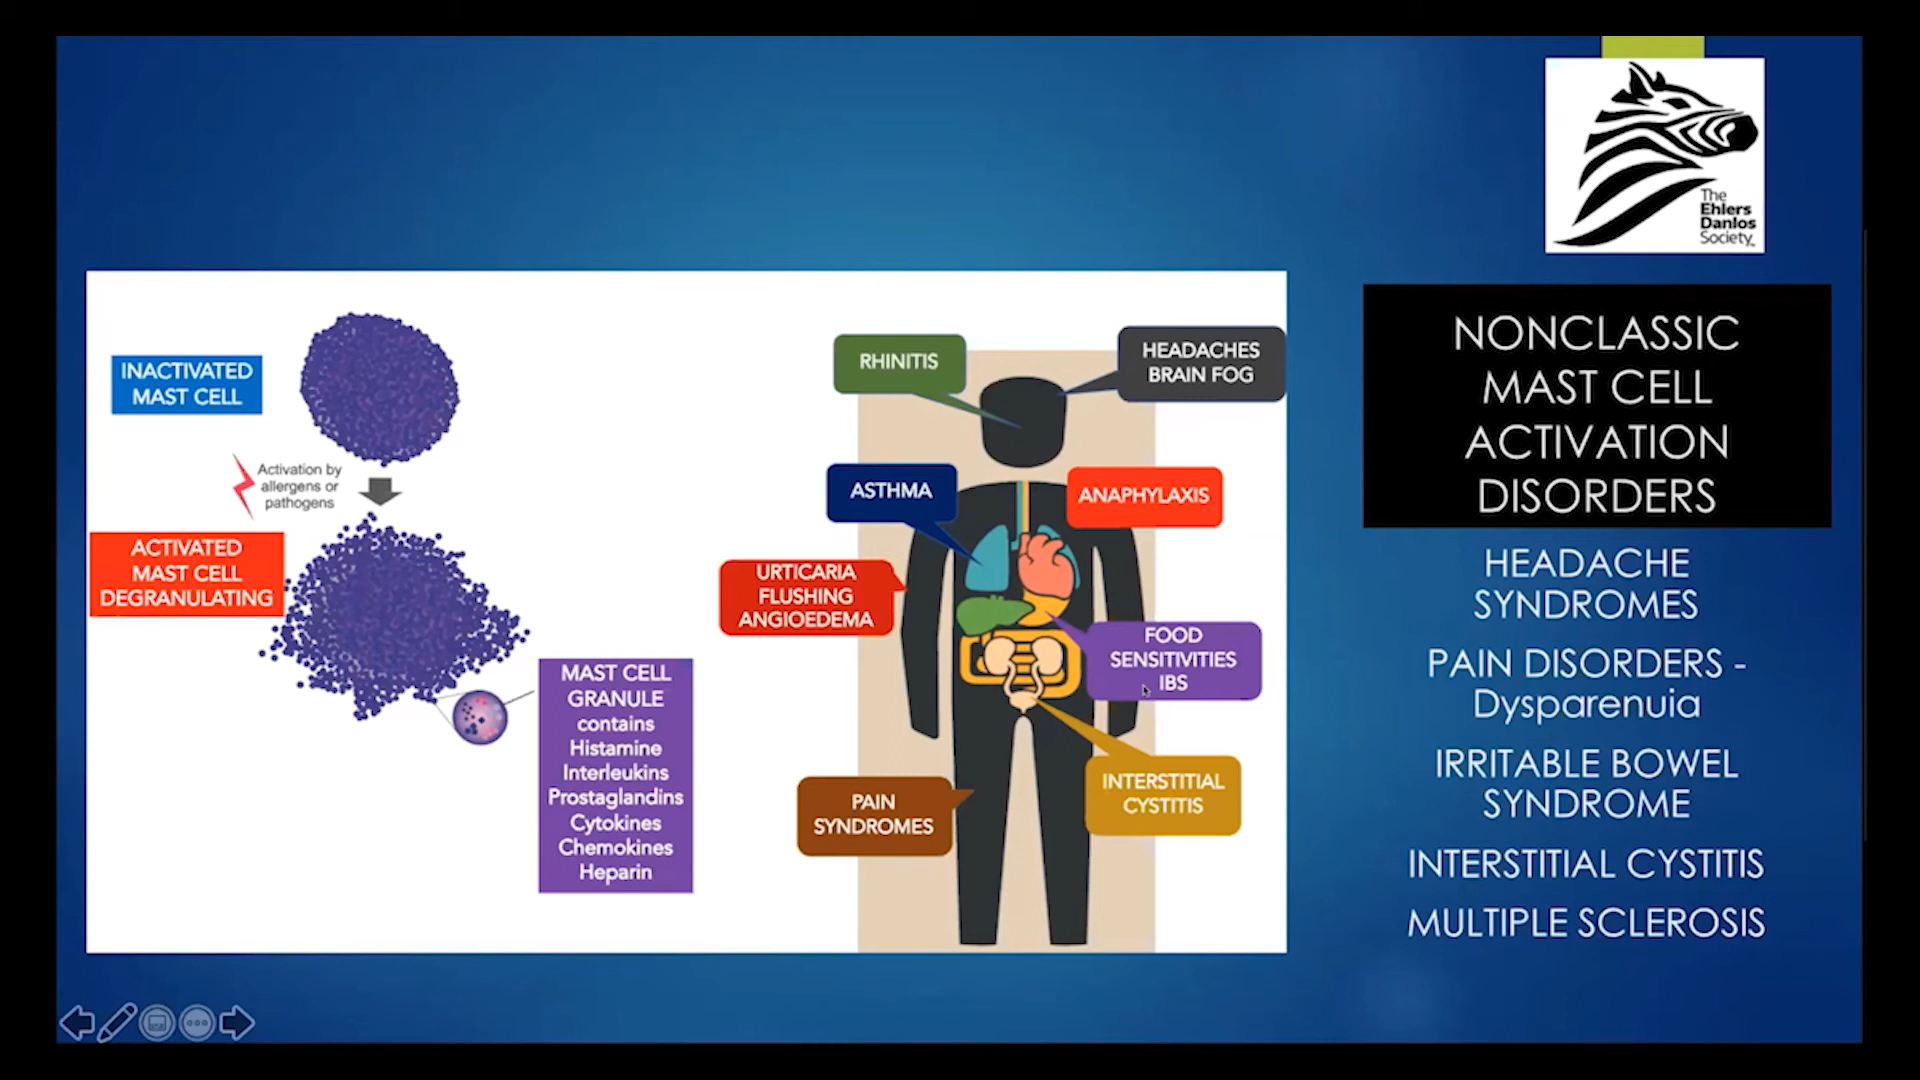 The
Ehlers
Danlos
Society
NONCLASSIC
MAST CELL
ACTIVATION
DISORDERS
HEADACHE
SYNDROMES
PAIN DISORDERS -
Dysparenuia
IRRITABLE BOWEL
SYNDROME
INTERSTITIAL CYSTITIS
MULTIPLE SCLEROSIS
INACTIVATED
MAST CELL
Activation by
allergens or
pathogens
ACTIVATED
MAST CELL
DEGRANULATING
MAST CELL
GRANULE
contains
Histamine
Interleukins
Prostaglandins
Cytokines
Chemokines
Heparin
RHINITIS
HEADACHES
BRAIN FOG
ASTHMA
ANAPHYLAXIS
URTICARIA
FLUSHING
ANGIOEDEMA
FOOD
SENSITIVITIES
IBS
PAIN
SYNDROMES
INTERSTITIAL
CYSTITIS